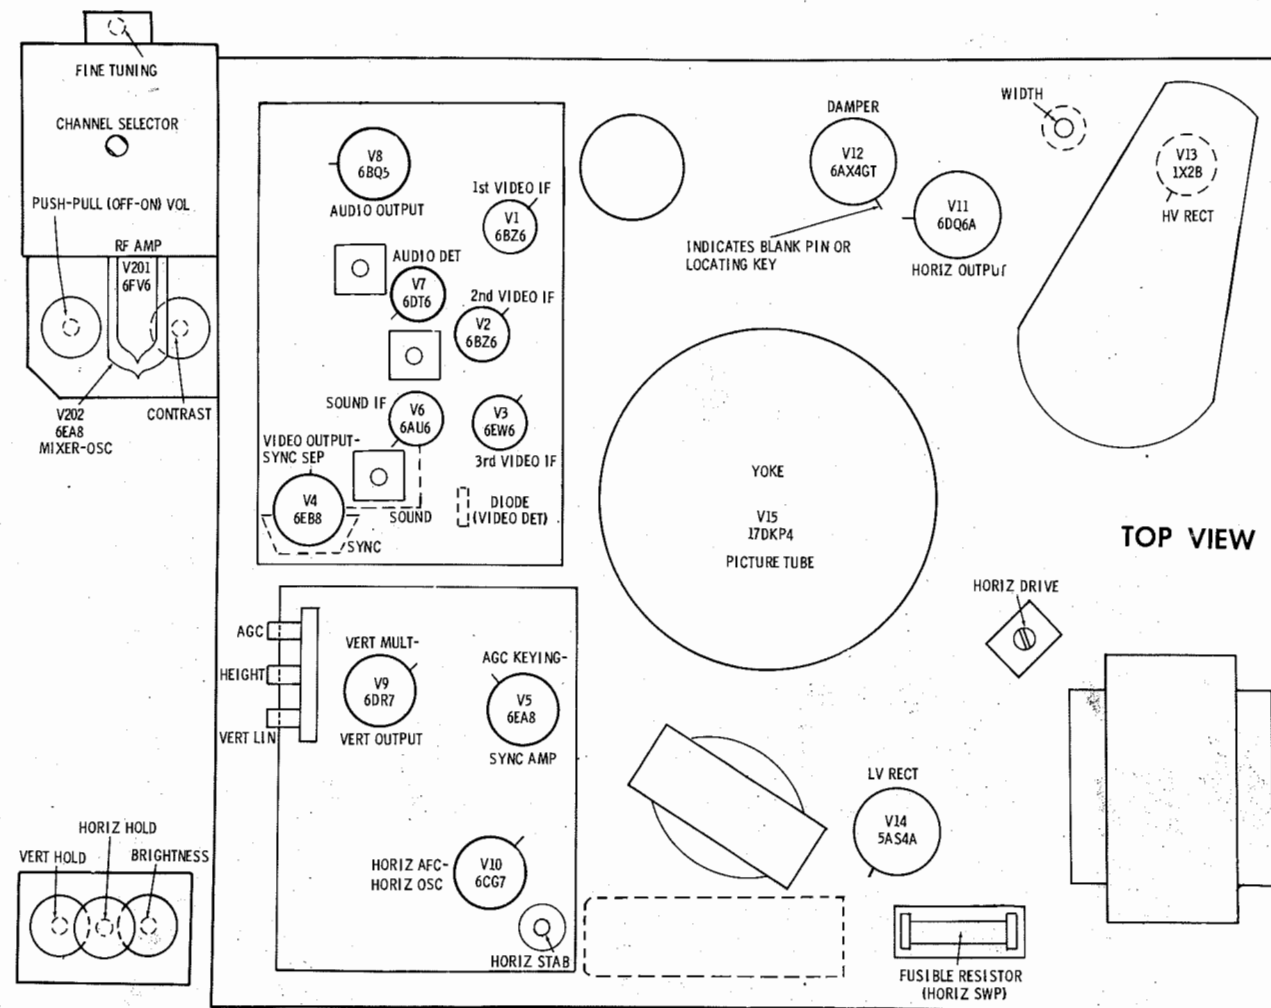 FINE TUNING
CHANNEL SELECTOR
PUSH-PULL (OFF-ON) VOL
RF AMP
V201
6FV6
V202
6EA8
MIXER-OSC
CONTRAST
V8
6BQ5
AUDIO OUTPUT
1st VIDEO IF
V1
6BZ6
AUDIO DET
V7
6DT6
2nd VIDEO IF
V2
6BZ6
SOUND IF
V6
6AU6
V3
6EW6
3rd VIDEO IF
VIDEO OUTPUT-
SYNC SEP
V4
6EB8
SOUND
SYNC
DIODE
(VIDEO DET)
DAMPER
V12
6AX4GT
INDICATES BLANK PIN OR
LOCATING KEY
V11
6DQ6A
HORIZ OUTPUT
WIDTH
V13
1X2B
HV RECT
YOKE
V15
17DKP4
PICTURE TUBE
TOP VIEW
HORIZ DRIVE
AGC
HEIGHT
VERT LIN
VERT MULT-
V9
6DR7
VERT OUTPUT
AGC KEYING-
V5
6EA8
SYNC AMP
HORIZ AFC-
HORIZ OSC
V10
6CG7
HORIZ STAB
LV RECT
V14
5AS4A
FUSIBLE RESISTOR
(HORIZ SWP)
VERT HOLD
HORIZ HOLD
BRIGHTNESS